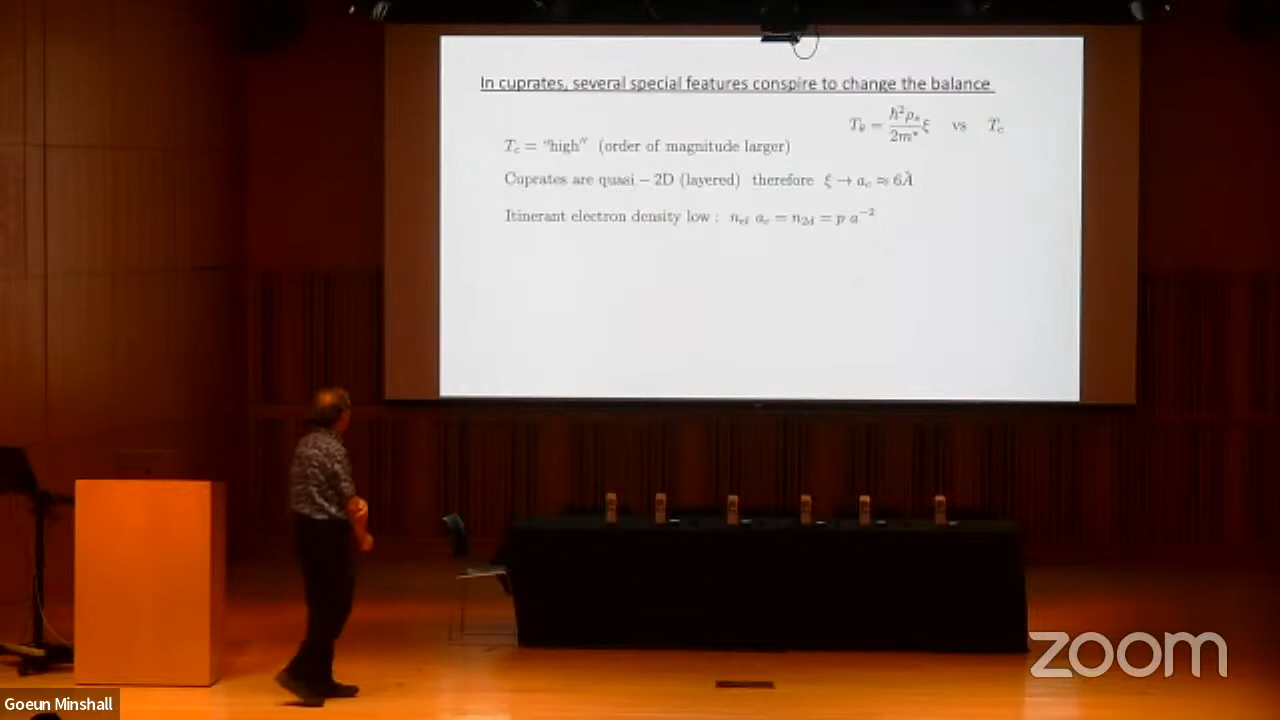 In cuprates, several special features conspire to change the balance
T_θ = ħ²ρ_s/2m* ξ vs T_c
T_c = "high" (order of magnitude larger)
Cuprates are quasi − 2D (layered) therefore ξ → a_c ≈ 6Å
Itinerant electron density low : n_el a_c = n_2d = p a⁻²
zoom
Goeun Minshall